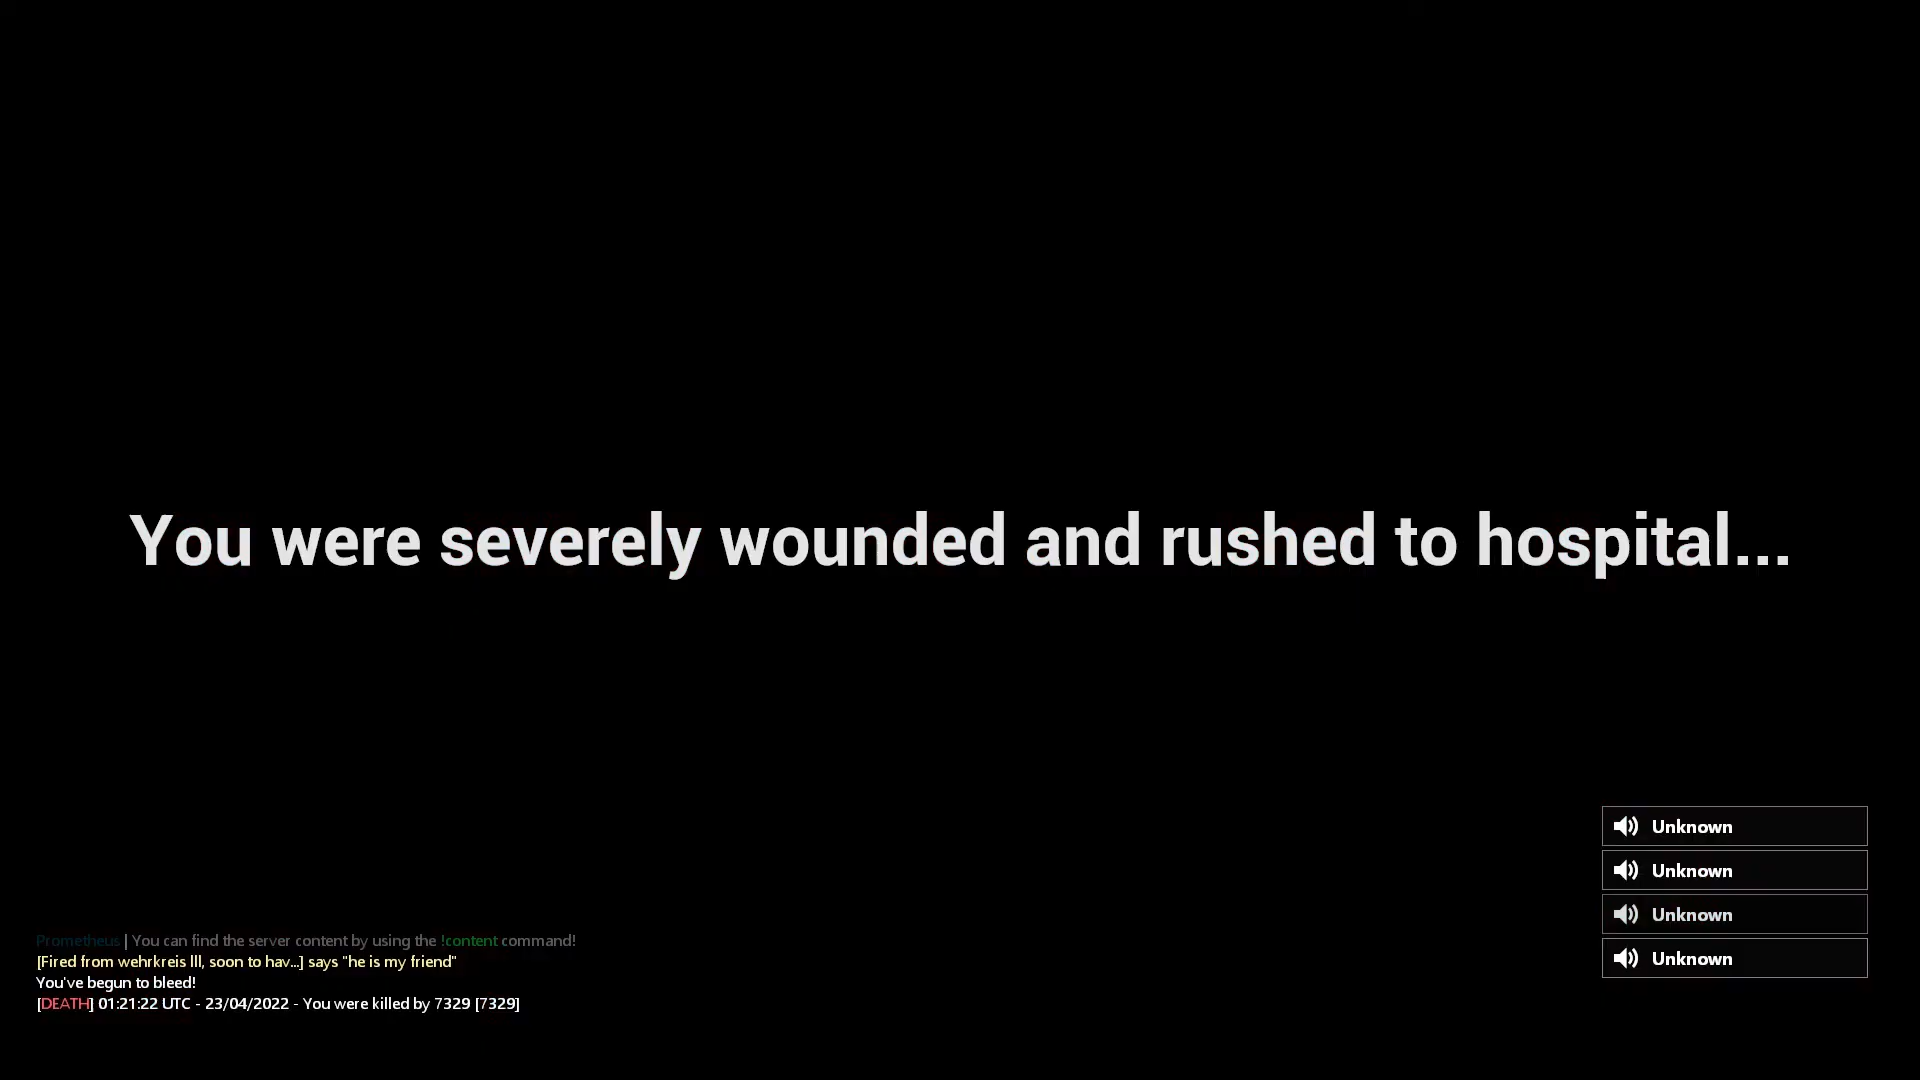 You were severely wounded and rushed to hospital...
Unknown
Unknown
Unknown
Unknown
Prometheus | You can find the server content by using the !content command!
[Fired from wehrkreis lll, soon to hav...] says "he is my friend"
You've begun to bleed!
[DEATH] 01:21:22 UTC - 23/04/2022 - You were killed by 7329 [7329]